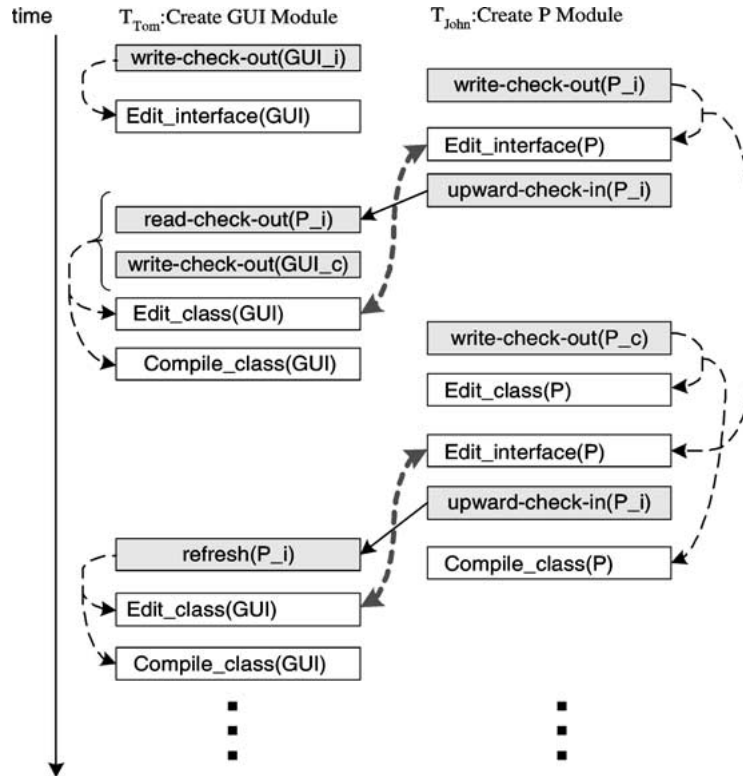 time
T_Tom:Create GUI Module
T_John:Create P Module
write-check-out(GUI_i)
write-check-out(P_i)
Edit_interface(GUI)
Edit_interface(P)
upward-check-in(P_i)
read-check-out(P_i)
write-check-out(GUI_c)
Edit_class(GUI)
write-check-out(P_c)
Compile_class(GUI)
Edit_class(P)
Edit_interface(P)
upward-check-in(P_i)
refresh(P_i)
Compile_class(P)
Edit_class(GUI)
Compile_class(GUI)